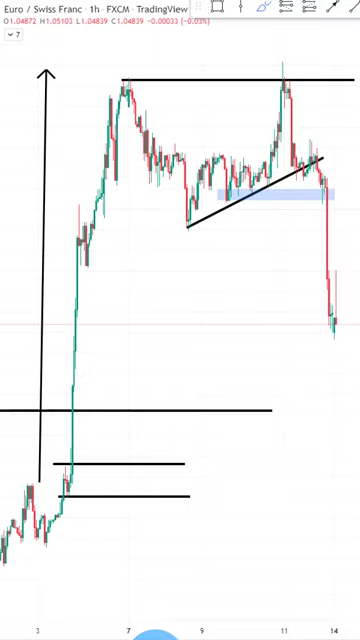 Euro / Swiss Franc · 1h · FXCM · TradingView
O1.04872 H1.05103 L1.04839 C1.04839 −0.00033 (−0.03%)
7
3 7 9 11 14